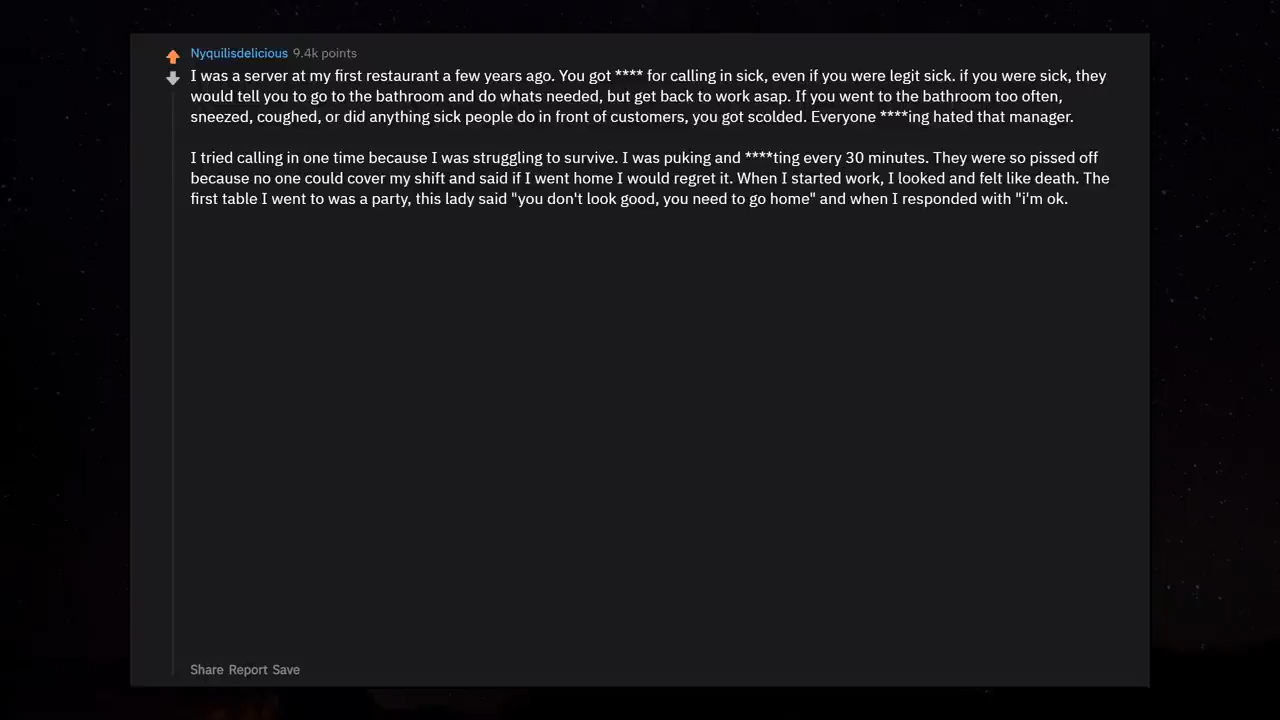 Nyquilisdelicious 9.4k points
I was a server at my first restaurant a few years ago. You got **** for calling in sick, even if you were legit sick. if you were sick, they
would tell you to go to the bathroom and do whats needed, but get back to work asap. If you went to the bathroom too often,
sneezed, coughed, or did anything sick people do in front of customers, you got scolded. Everyone ****ing hated that manager.
I tried calling in one time because I was struggling to survive. I was puking and ****ting every 30 minutes. They were so pissed off
because no one could cover my shift and said if I went home I would regret it. When I started work, I looked and felt like death. The
first table I went to was a party, this lady said "you don't look good, you need to go home" and when I responded with "i'm ok.
Share Report Save